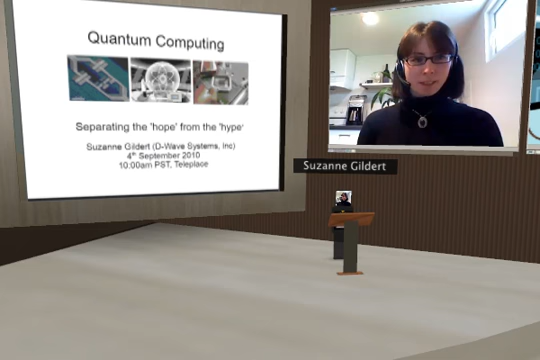 Quantum Computing
Separating the 'hope' from the 'hype'
Suzanne Gildert (D-Wave Systems, Inc)
4th September 2010
10:00am PST, Teleplace
Suzanne Gildert